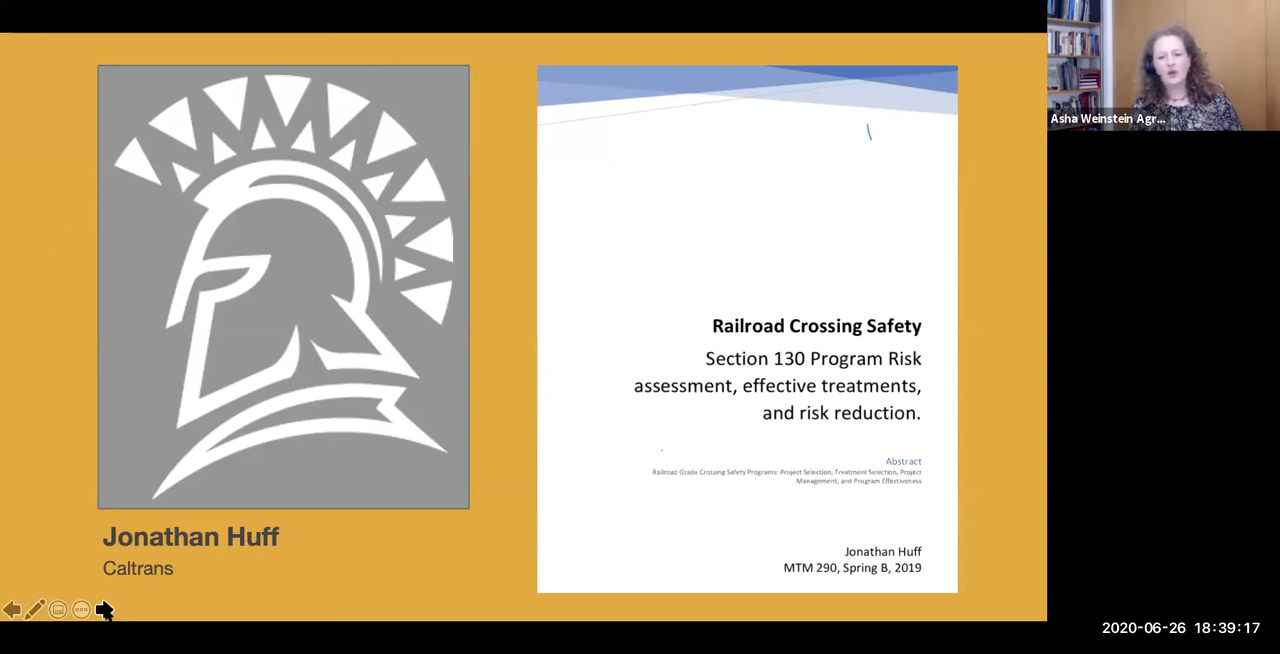 Asha Weinstein Agr...
Railroad Crossing Safety
Section 130 Program Risk
assessment, effective treatments,
and risk reduction.
Abstract
Railroad Grade Crossing Safety Programs: Project Selection, Treatment Selection, Project
Management, and Program Effectiveness
Jonathan Huff
MTM 290, Spring B, 2019
Jonathan Huff
Caltrans
2020-06-26 18:39:17